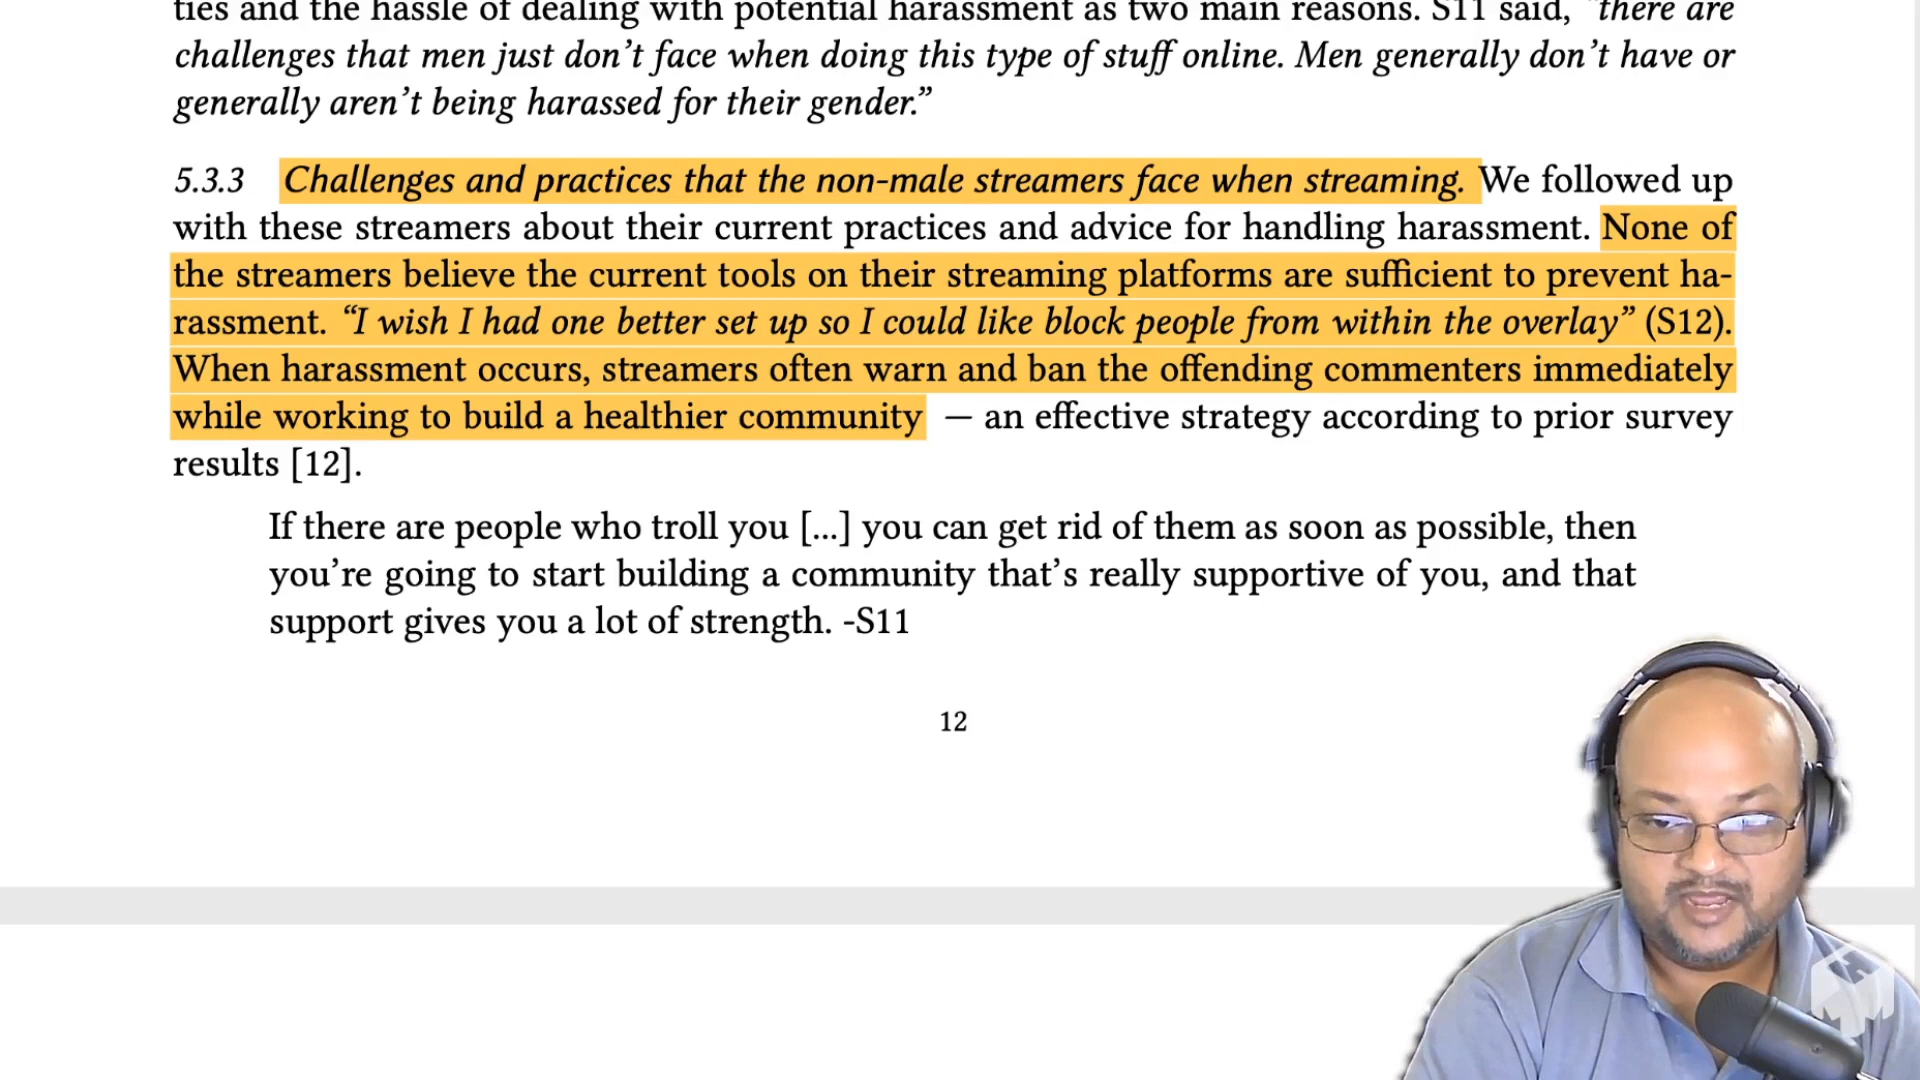 ties and the hassle of dealing with potential harassment as two main reasons. S11 said, “there are
challenges that men just don’t face when doing this type of stuff online. Men generally don’t have or
generally aren’t being harassed for their gender.”
5.3.3 Challenges and practices that the non-male streamers face when streaming. We followed up
with these streamers about their current practices and advice for handling harassment. None of
the streamers believe the current tools on their streaming platforms are sufficient to prevent ha-
rassment. “I wish I had one better set up so I could like block people from within the overlay” (S12).
When harassment occurs, streamers often warn and ban the offending commenters immediately
while working to build a healthier community — an effective strategy according to prior survey
results [12].
If there are people who troll you [...] you can get rid of them as soon as possible, then
you’re going to start building a community that’s really supportive of you, and that
support gives you a lot of strength. -S11
12